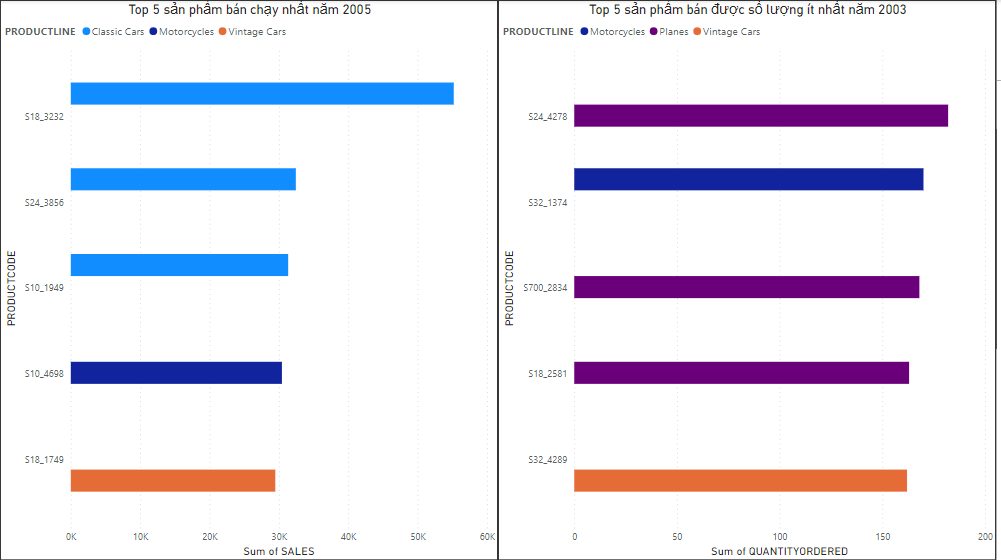 Top 5 sản phẩm bán chạy nhất năm 2005
PRODUCTLINE Classic Cars Motorcycles Vintage Cars
S18_3232
S24_3856
S10_1949
S10_4698
S18_1749
PRODUCTCODE
0K 10K 20K 30K 40K 50K 60K
Sum of SALES
Top 5 sản phẩm bán được số lượng ít nhất năm 2003
PRODUCTLINE Motorcycles Planes Vintage Cars
S24_4278
S32_1374
S700_2834
S18_2581
S32_4289
PRODUCTCODE
0 50 100 150 200
Sum of QUANTITYORDERED